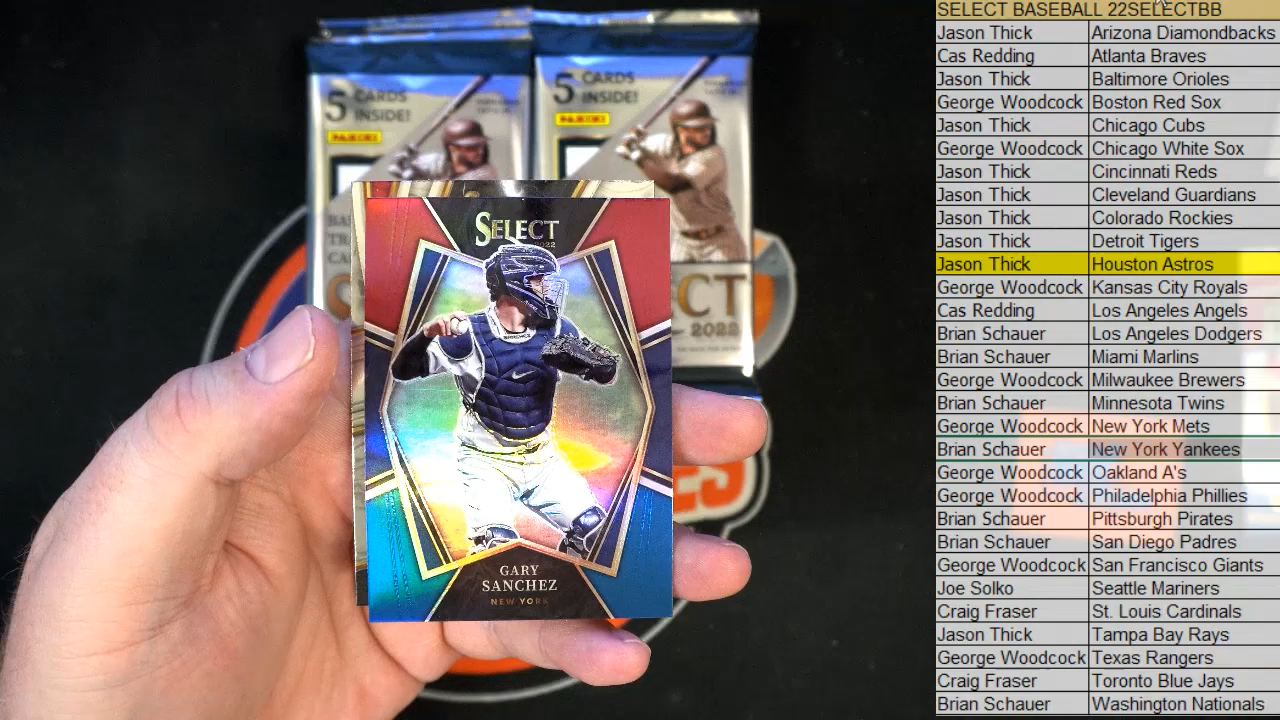 SELECT BASEBALL 22SELECTBB
Jason Thick Arizona Diamondbacks
Cas Redding Atlanta Braves
Jason Thick Baltimore Orioles
George Woodcock Boston Red Sox
Jason Thick Chicago Cubs
George Woodcock Chicago White Sox
Jason Thick Cincinnati Reds
Jason Thick Cleveland Guardians
Jason Thick Colorado Rockies
Jason Thick Detroit Tigers
Jason Thick Houston Astros
George Woodcock Kansas City Royals
Cas Redding Los Angeles Angels
Brian Schauer Los Angeles Dodgers
Brian Schauer Miami Marlins
George Woodcock Milwaukee Brewers
Brian Schauer Minnesota Twins
George Woodcock New York Mets
Brian Schauer New York Yankees
George Woodcock Oakland A's
George Woodcock Philadelphia Phillies
Brian Schauer Pittsburgh Pirates
Brian Schauer San Diego Padres
George Woodcock San Francisco Giants
Joe Solko Seattle Mariners
Craig Fraser St. Louis Cardinals
Jason Thick Tampa Bay Rays
George Woodcock Texas Rangers
Craig Fraser Toronto Blue Jays
Brian Schauer Washington Nationals
5 CARDS
INSIDE!
PANINI
5 CARDS
INSIDE!
PANINI
CT
2022
SELECT
2022
GARY
SANCHEZ
NEW YORK
ES